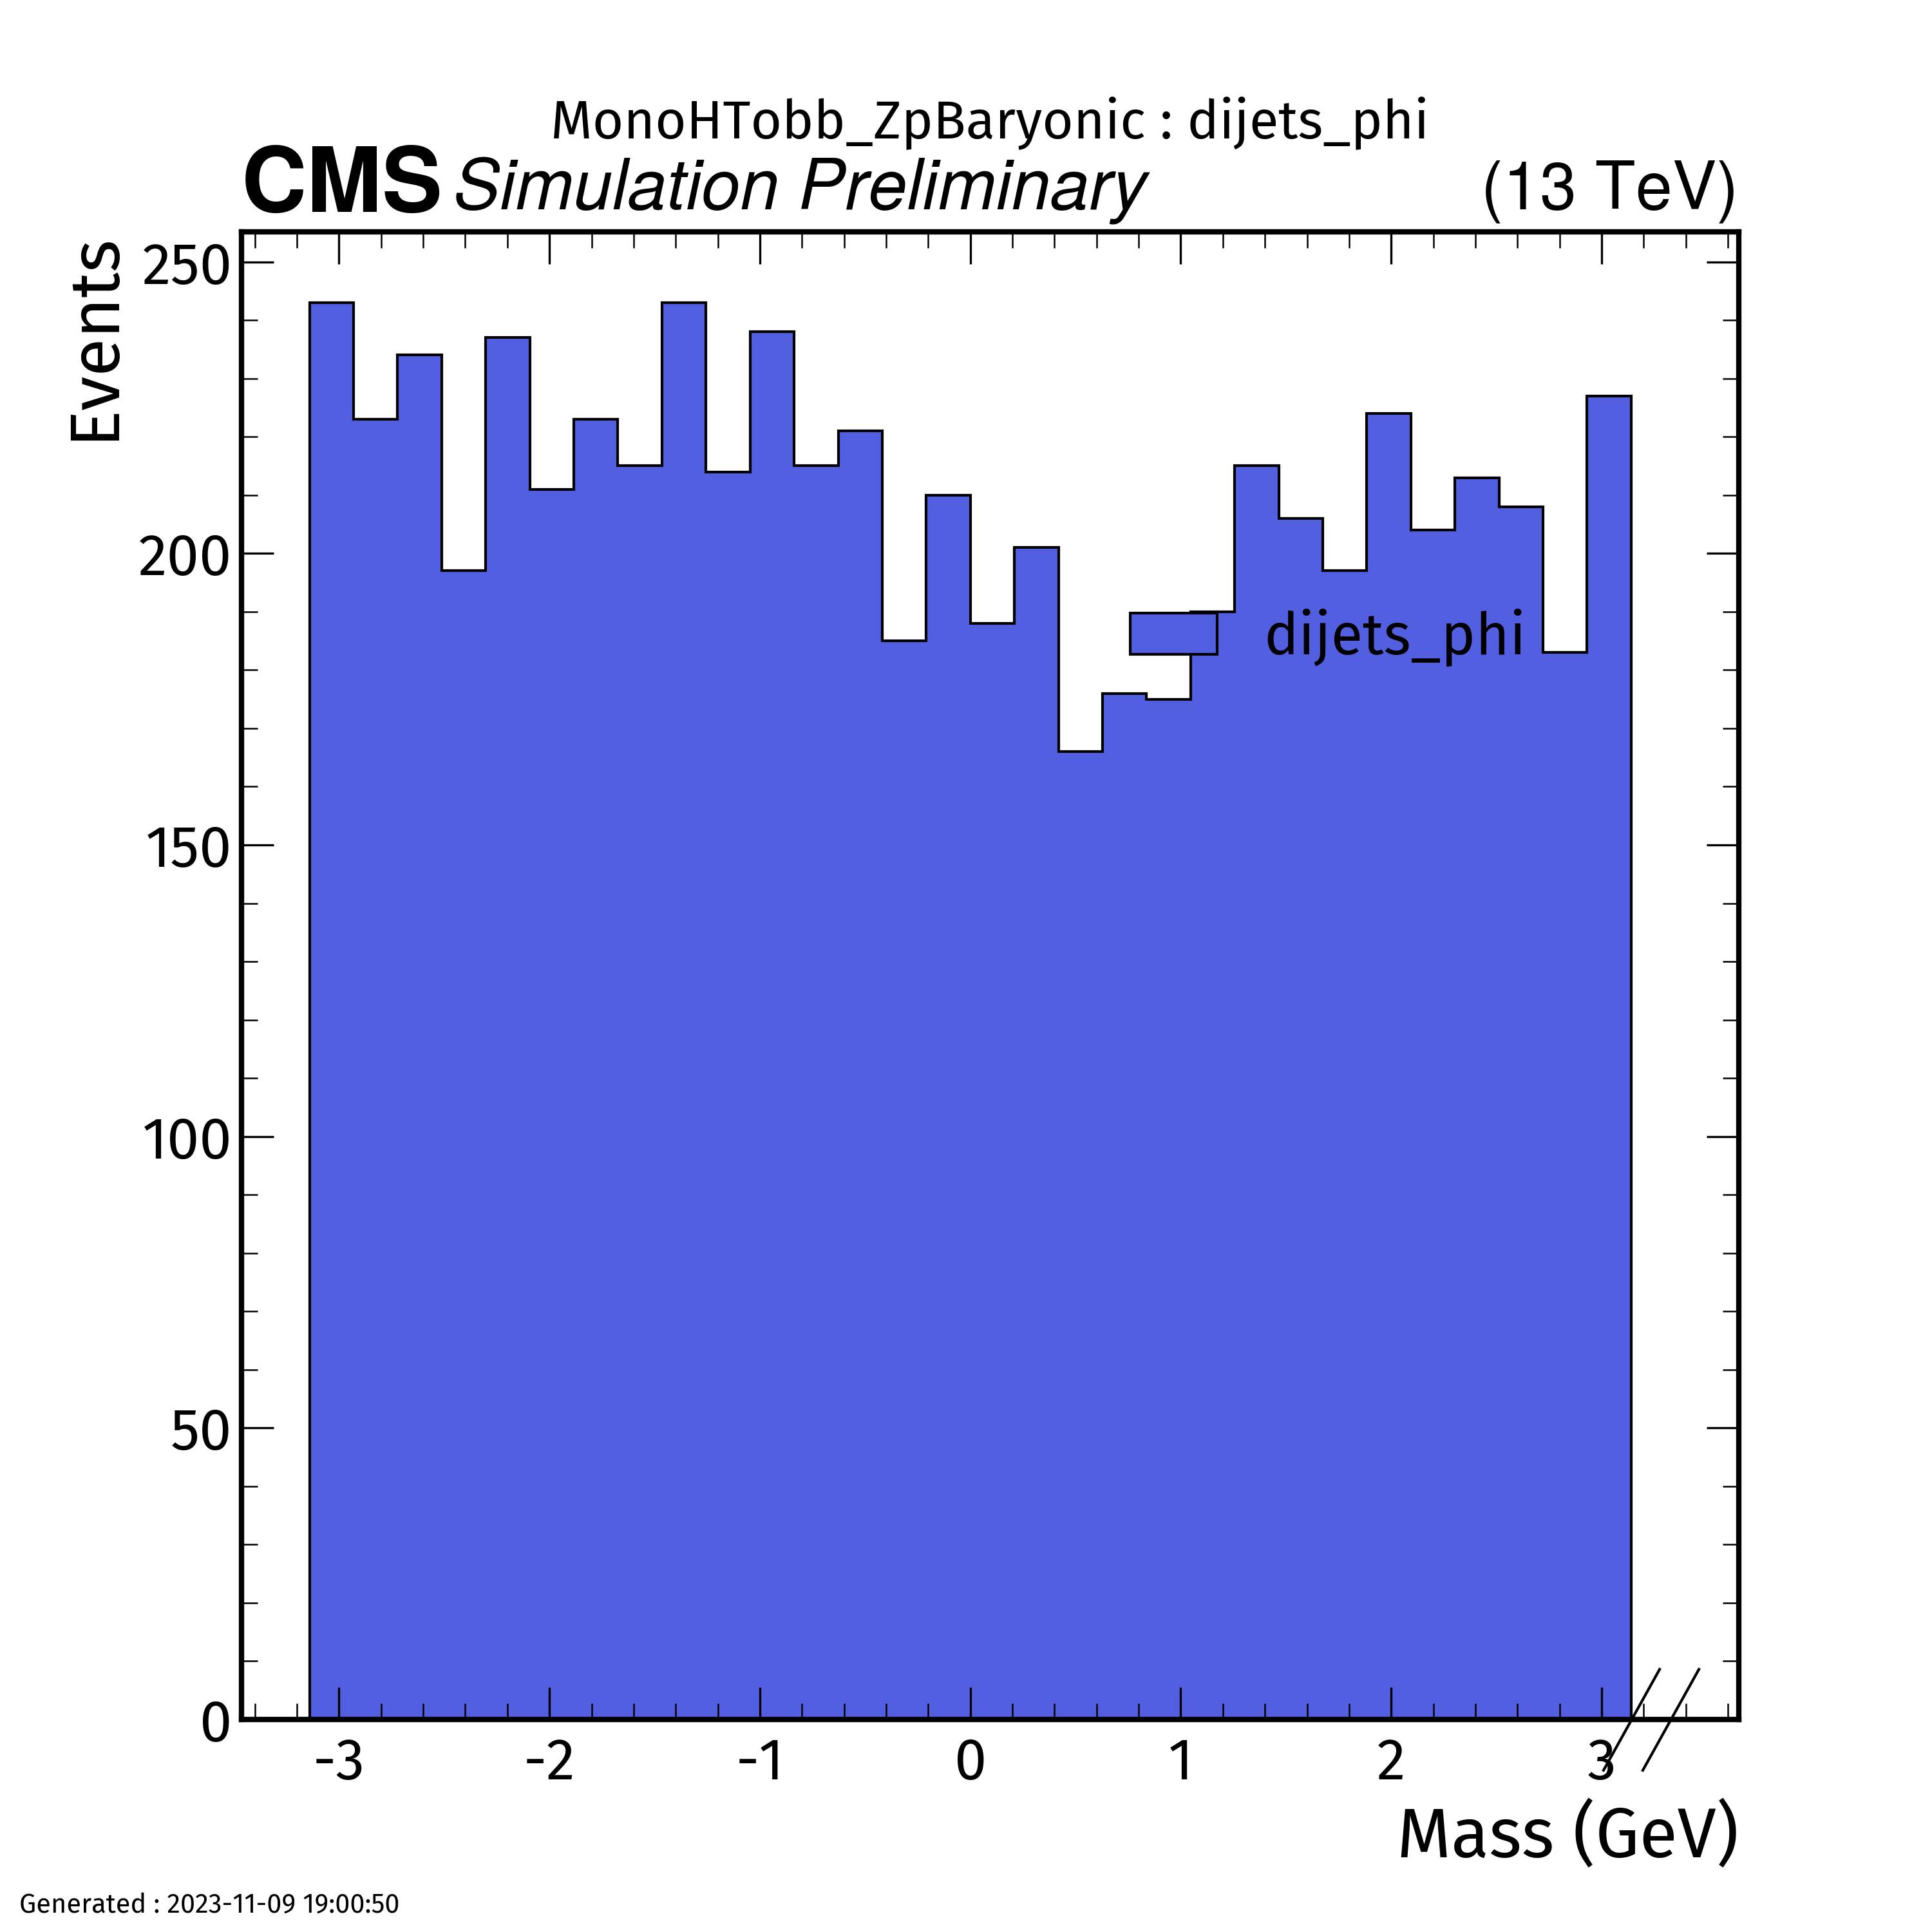 MonoHTobb_ZpBaryonic : dijets_phi
CMS Simulation Preliminary (13 TeV)
Events
250
200
150
100
50
0
dijets_phi
-3 -2 -1 0 1 2 3
Mass (GeV)
Generated : 2023-11-09 19:00:50